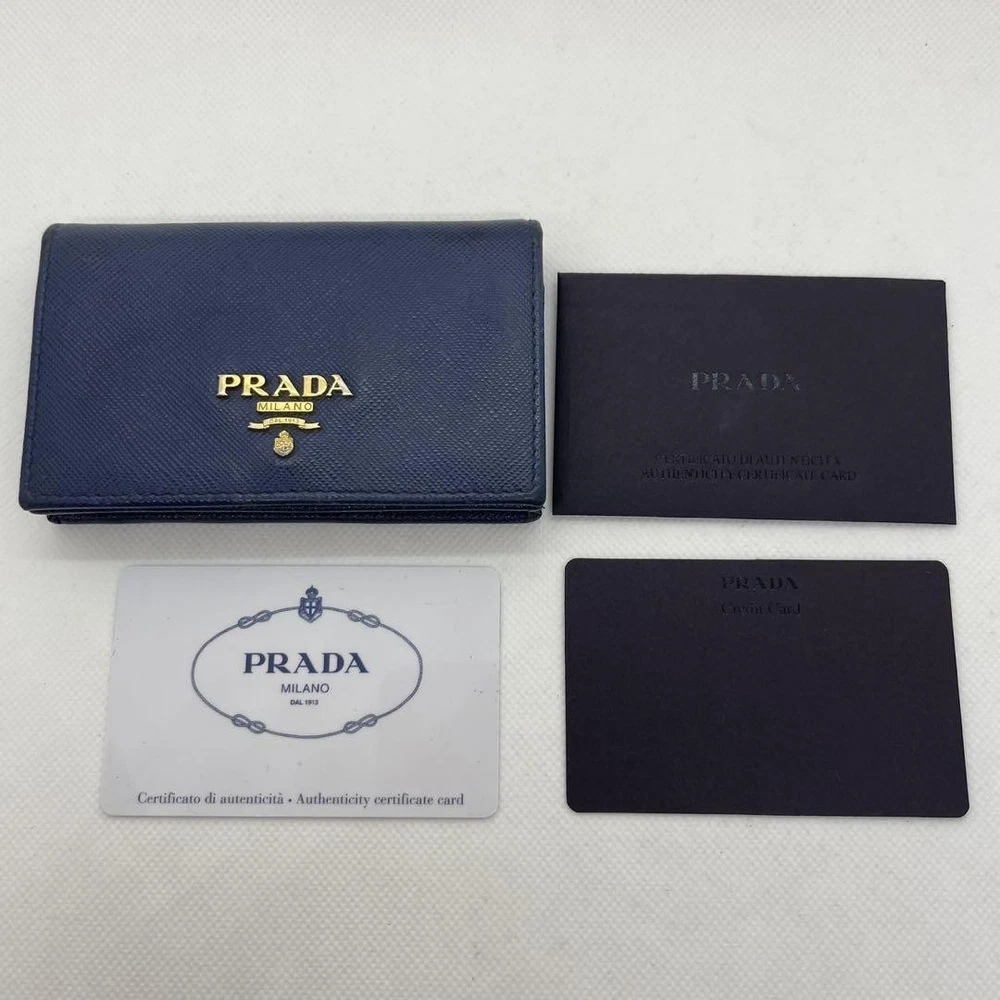 PRADA
MILANO
DAL 1913
PRADA
CERTIFICATO DI AUTENTICITÀ
AUTHENTICITY CERTIFICATE CARD
PRADA
MILANO
DAL 1913
Certificato di autenticità • Authenticity certificate card
PRADA
Credit Card